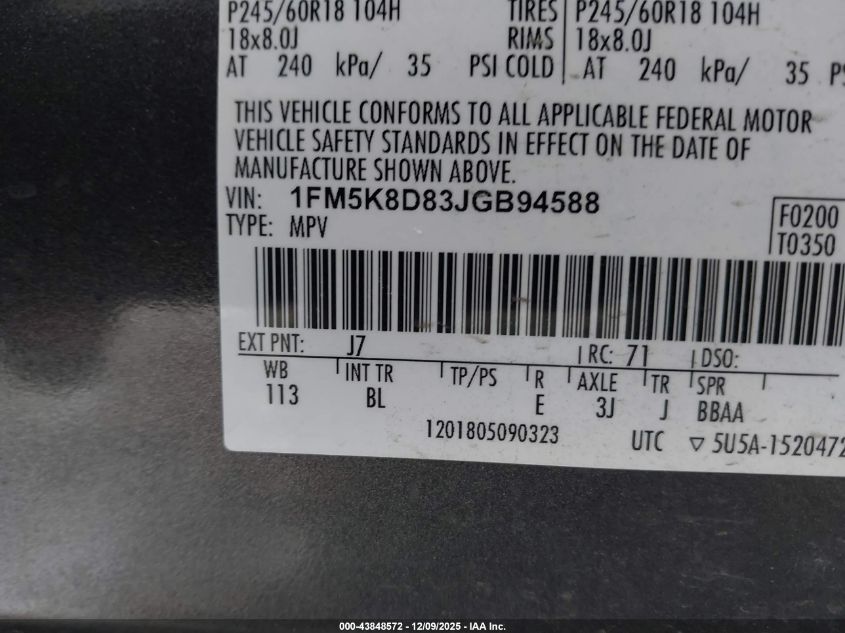 P245/60R18 104H TIRES P245/60R18 104H
18x8.0J RIMS 18x8.0J
AT 240 kPa/ 35 PSI COLD AT 240 kPa/ 35
THIS VEHICLE CONFORMS TO ALL APPLICABLE FEDERAL MOTOR
VEHICLE SAFETY STANDARDS IN EFFECT ON THE DATE OF
MANUFACTURE SHOWN ABOVE.
VIN: 1FM5K8D83JGB94588
TYPE: MPV
F0200
T0350
EXT PNT: J7 RC: 71 DSO:
WB INT TR TP/PS R AXLE TR SPR
113 BL E 3J J BBAA
1201805090323 UTC ▽ 5U5A-1520472
000-43848572 — 12/09/2025 — IAA Inc.